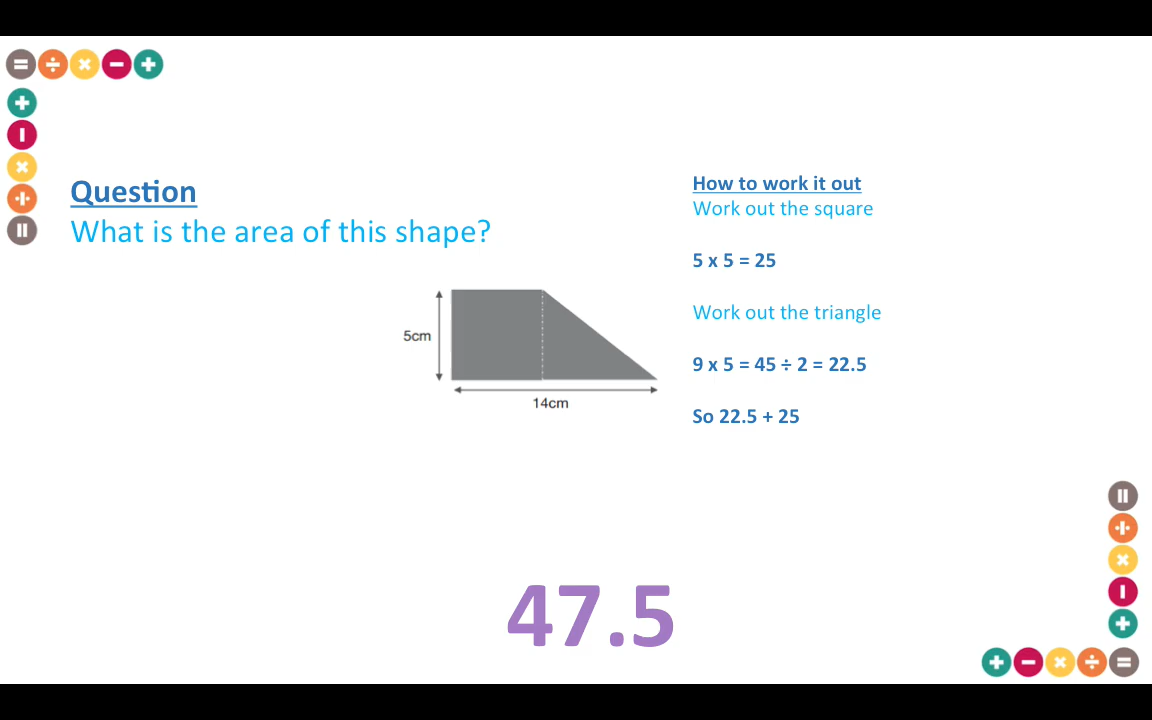 Question
What is the area of this shape?
5cm
14cm
How to work it out
Work out the square
5 x 5 = 25
Work out the triangle
9 x 5 = 45 ÷ 2 = 22.5
So 22.5 + 25
47.5